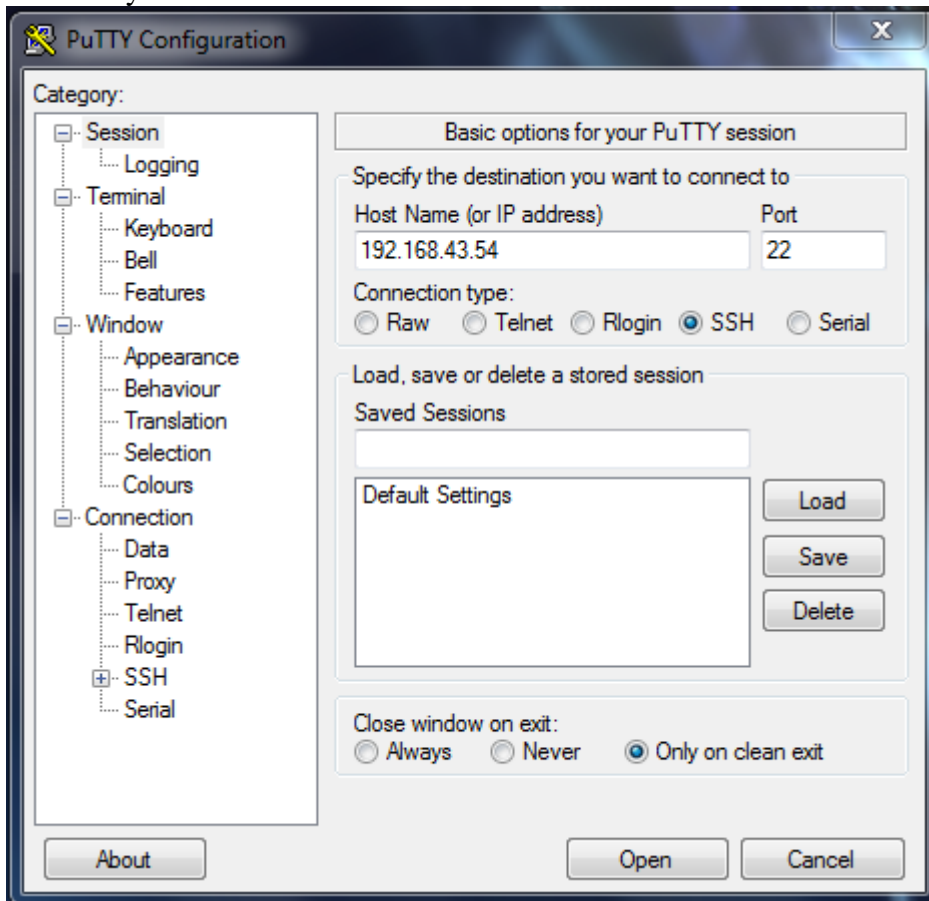 PuTTY Configuration
X
Category:
Session
Logging
Terminal
Keyboard
Bell
Features
Window
Appearance
Behaviour
Translation
Selection
Colours
Connection
Data
Proxy
Telnet
Rlogin
SSH
Serial
Basic options for your PuTTY session
Specify the destination you want to connect to
Host Name (or IP address) Port
192.168.43.54 22
Connection type:
Raw Telnet Rlogin SSH Serial
Load, save or delete a stored session
Saved Sessions
Default Settings
Load
Save
Delete
Close window on exit:
Always Never Only on clean exit
About Open Cancel